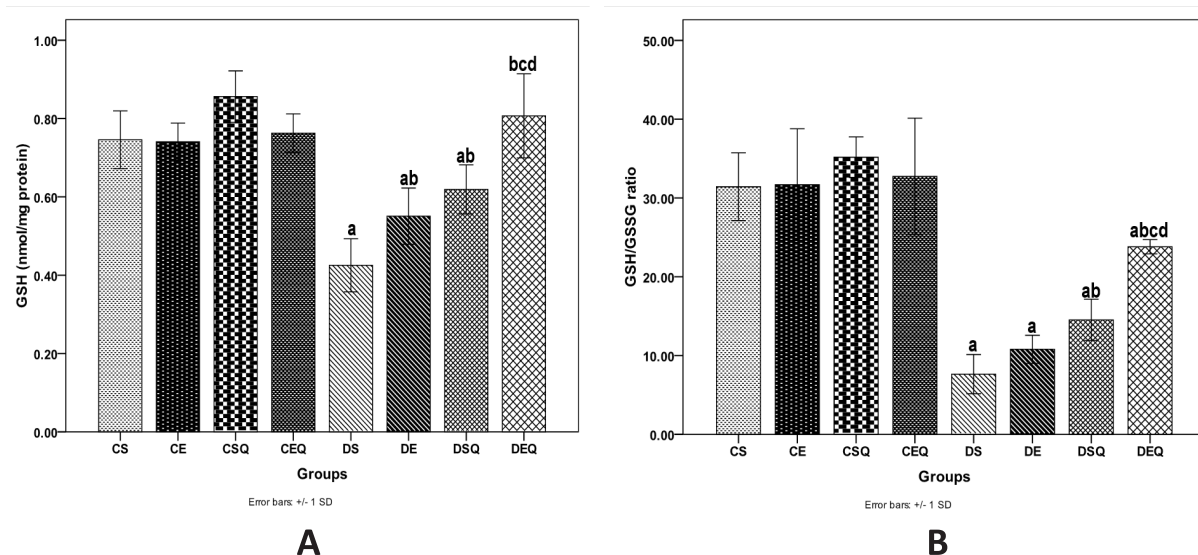 1.00
0.80
0.60
0.40
0.20
0.00
GSH (nmol/mg protein)
a
ab
ab
bcd
CS CE CSQ CEQ DS DE DSQ DEQ
Groups
Error bars: +/- 1 SD
A
50.00
40.00
30.00
20.00
10.00
0.00
GSH/GSSG ratio
a
a
ab
abcd
CS CE CSQ CEQ DS DE DSQ DEQ
Groups
Error bars: +/- 1 SD
B